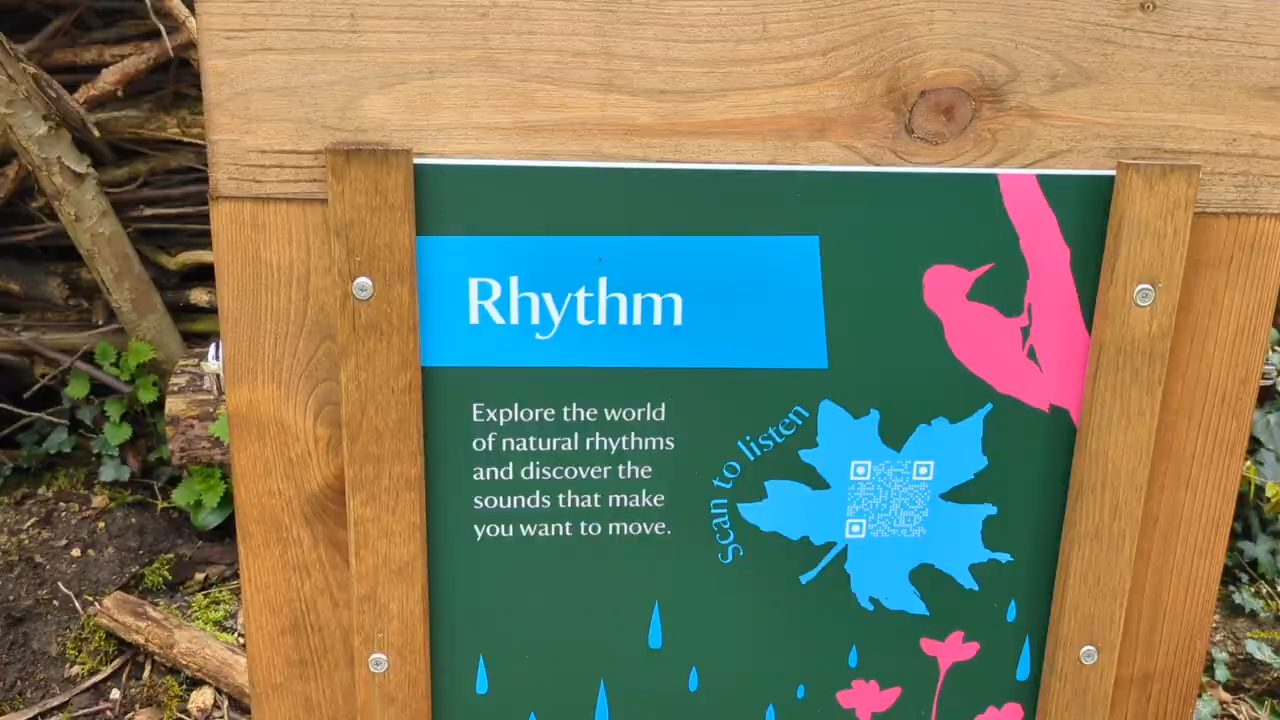 Rhythm
Explore the world
of natural rhythms
and discover the
sounds that make
you want to move.
scan to listen